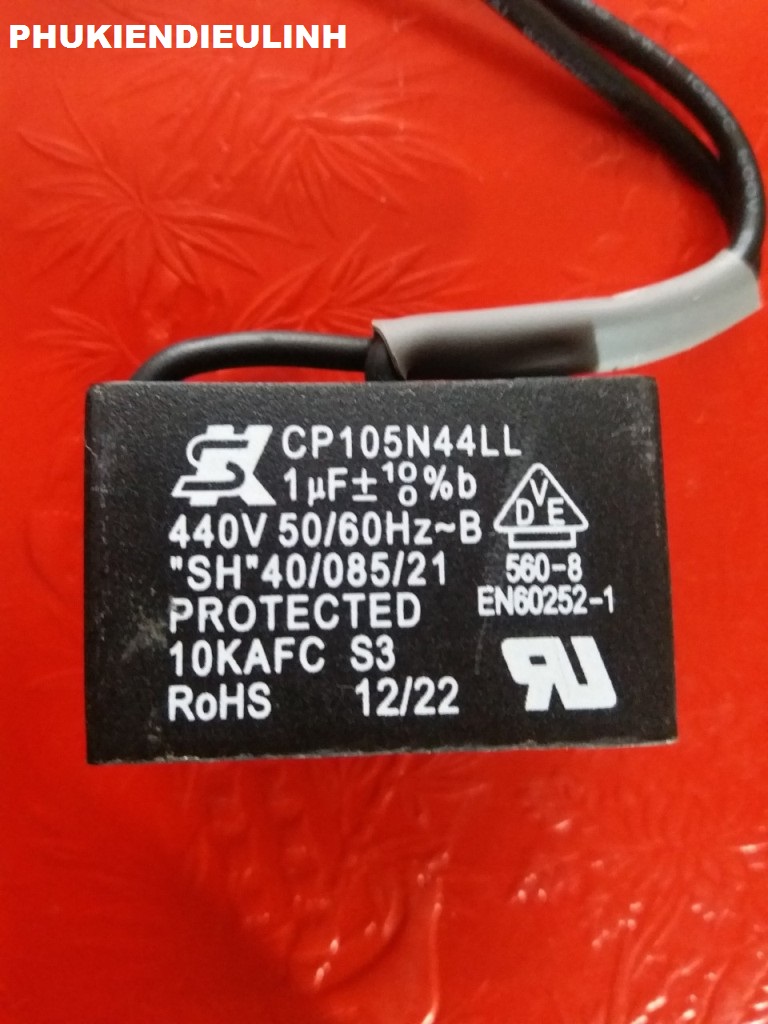 PHUKIENDIEULINH
SK CP105N44LL
1µF±10 0%b
440V 50/60Hz~B
"SH"40/085/21
PROTECTED
10KAFC S3
RoHS 12/22
VDE
560-8
EN60252-1